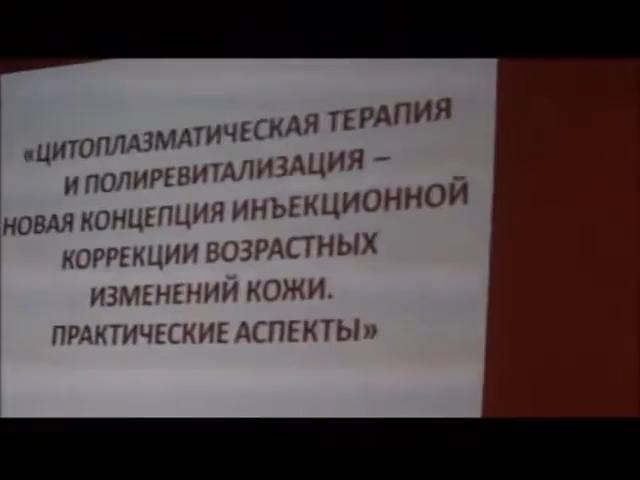 «ЦИТОПЛАЗМАТИЧЕСКАЯ ТЕРАПИЯ
И ПОЛИРЕВИТАЛИЗАЦИЯ –
НОВАЯ КОНЦЕПЦИЯ ИНЪЕКЦИОННОЙ
КОРРЕКЦИИ ВОЗРАСТНЫХ
ИЗМЕНЕНИЙ КОЖИ.
ПРАКТИЧЕСКИЕ АСПЕКТЫ»